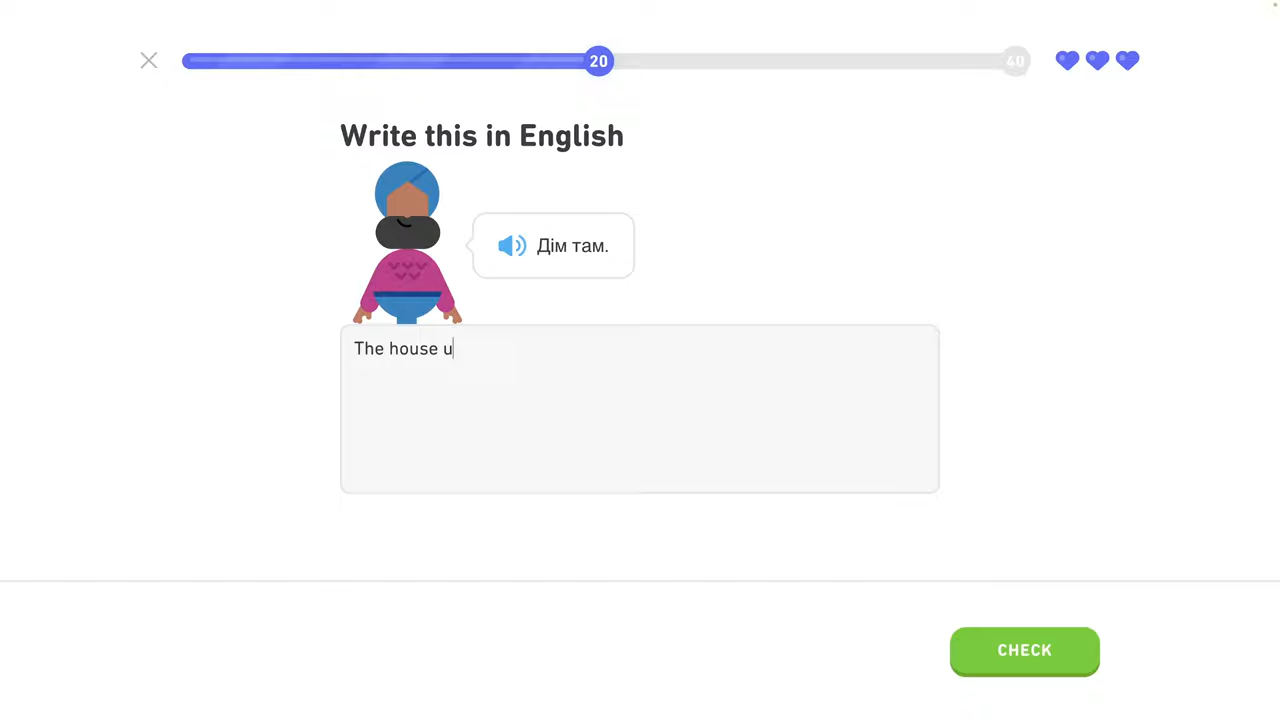 20
40
Write this in English
Дім там.
The house u
CHECK